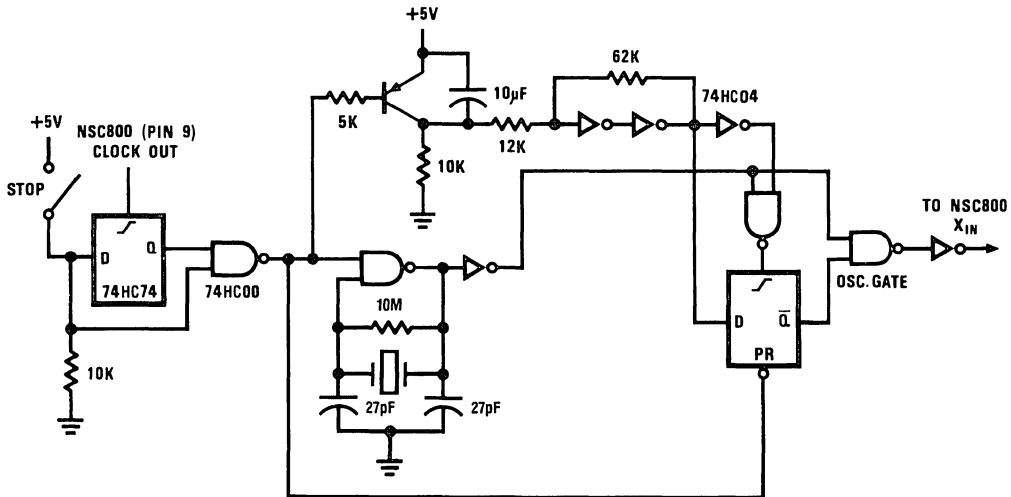 +5V
62K
74HC04
10μF
5K
12K
10K
+5V
NSC800 (PIN 9)
CLOCK OUT
STOP
D
Q
74HC74
74HC00
10K
10M
27pF
27pF
D
Q̅
PR
OSC. GATE
TO NSC800
XIN